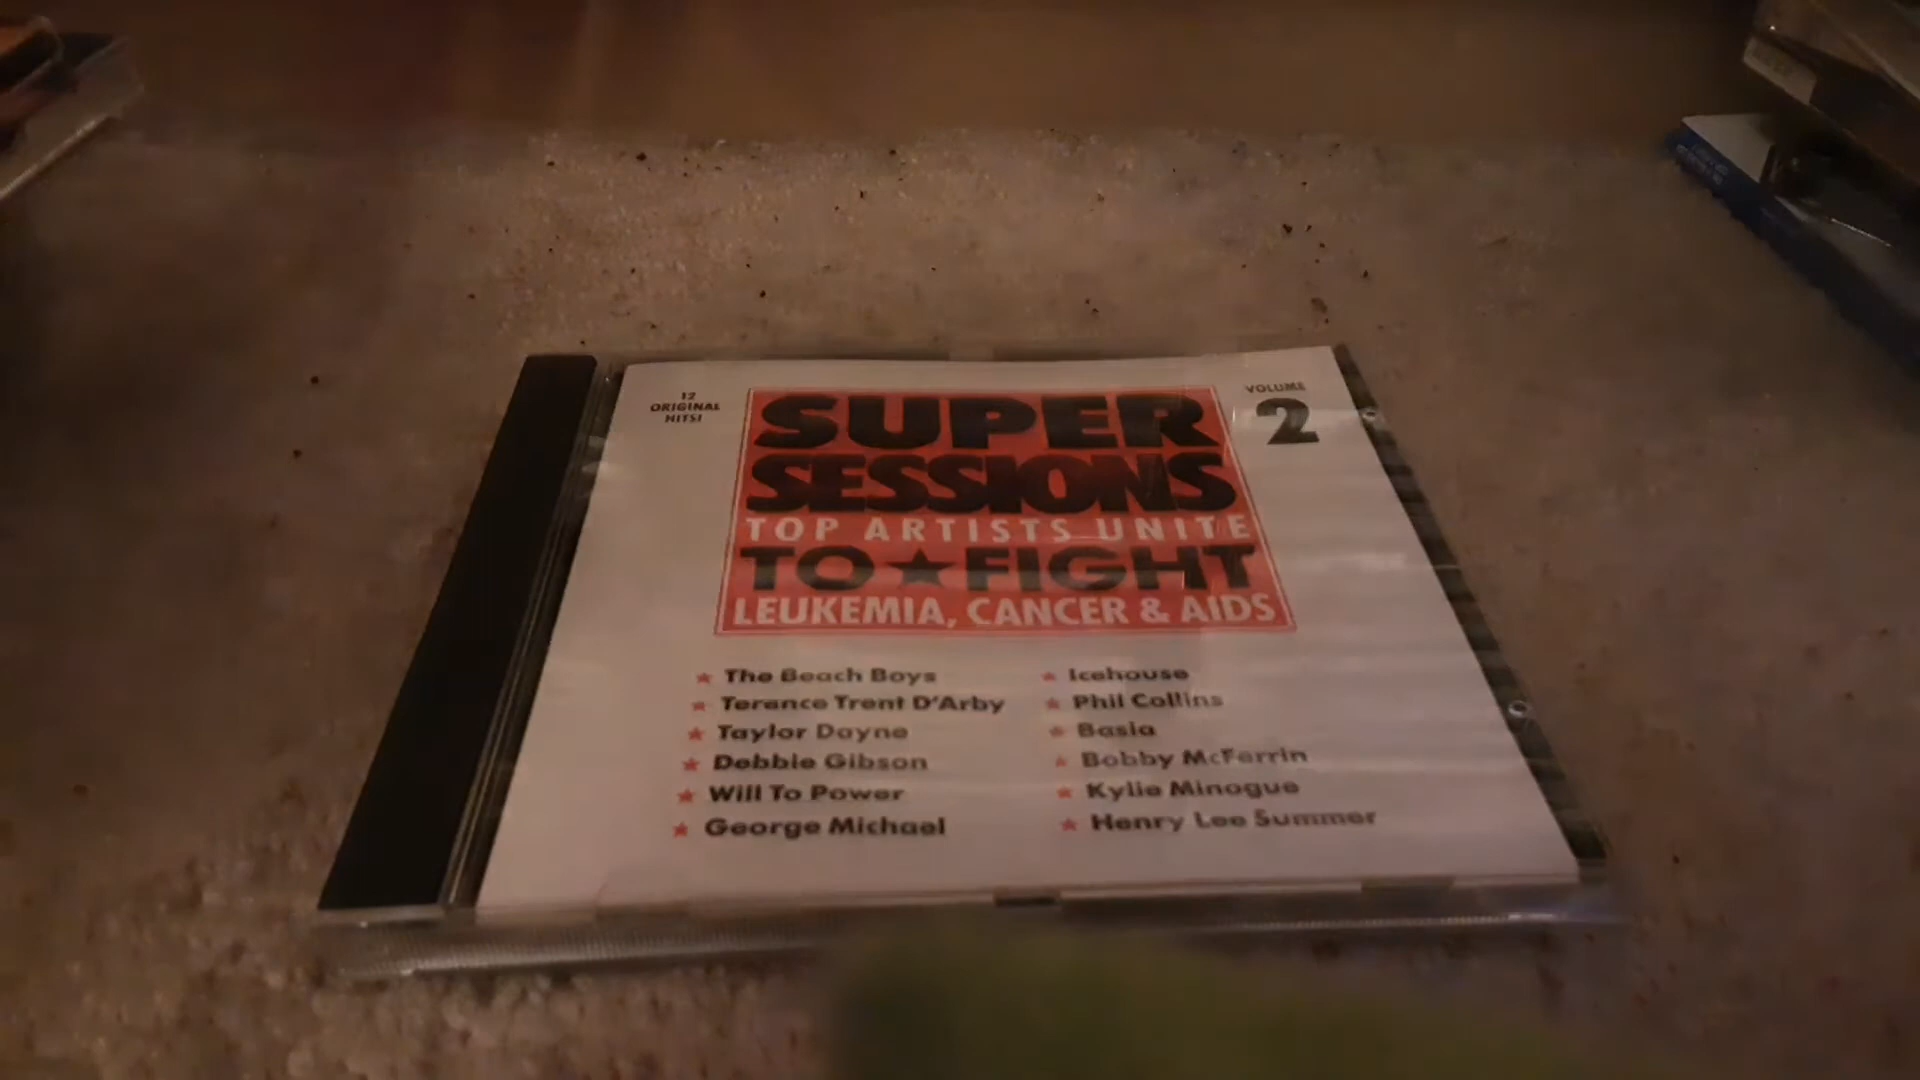 12
ORIGINAL
HITS!
SUPER
SESSIONS
TOP ARTISTS UNITE
TO★FIGHT
LEUKEMIA, CANCER & AIDS
VOLUME
2
★ The Beach Boys
★ Terance Trent D'Arby
★ Taylor Dayne
★ Debbie Gibson
★ Will To Power
★ George Michael
★ Icehouse
★ Phil Collins
★ Basia
★ Bobby McFerrin
★ Kylie Minogue
★ Henry Lee Summer